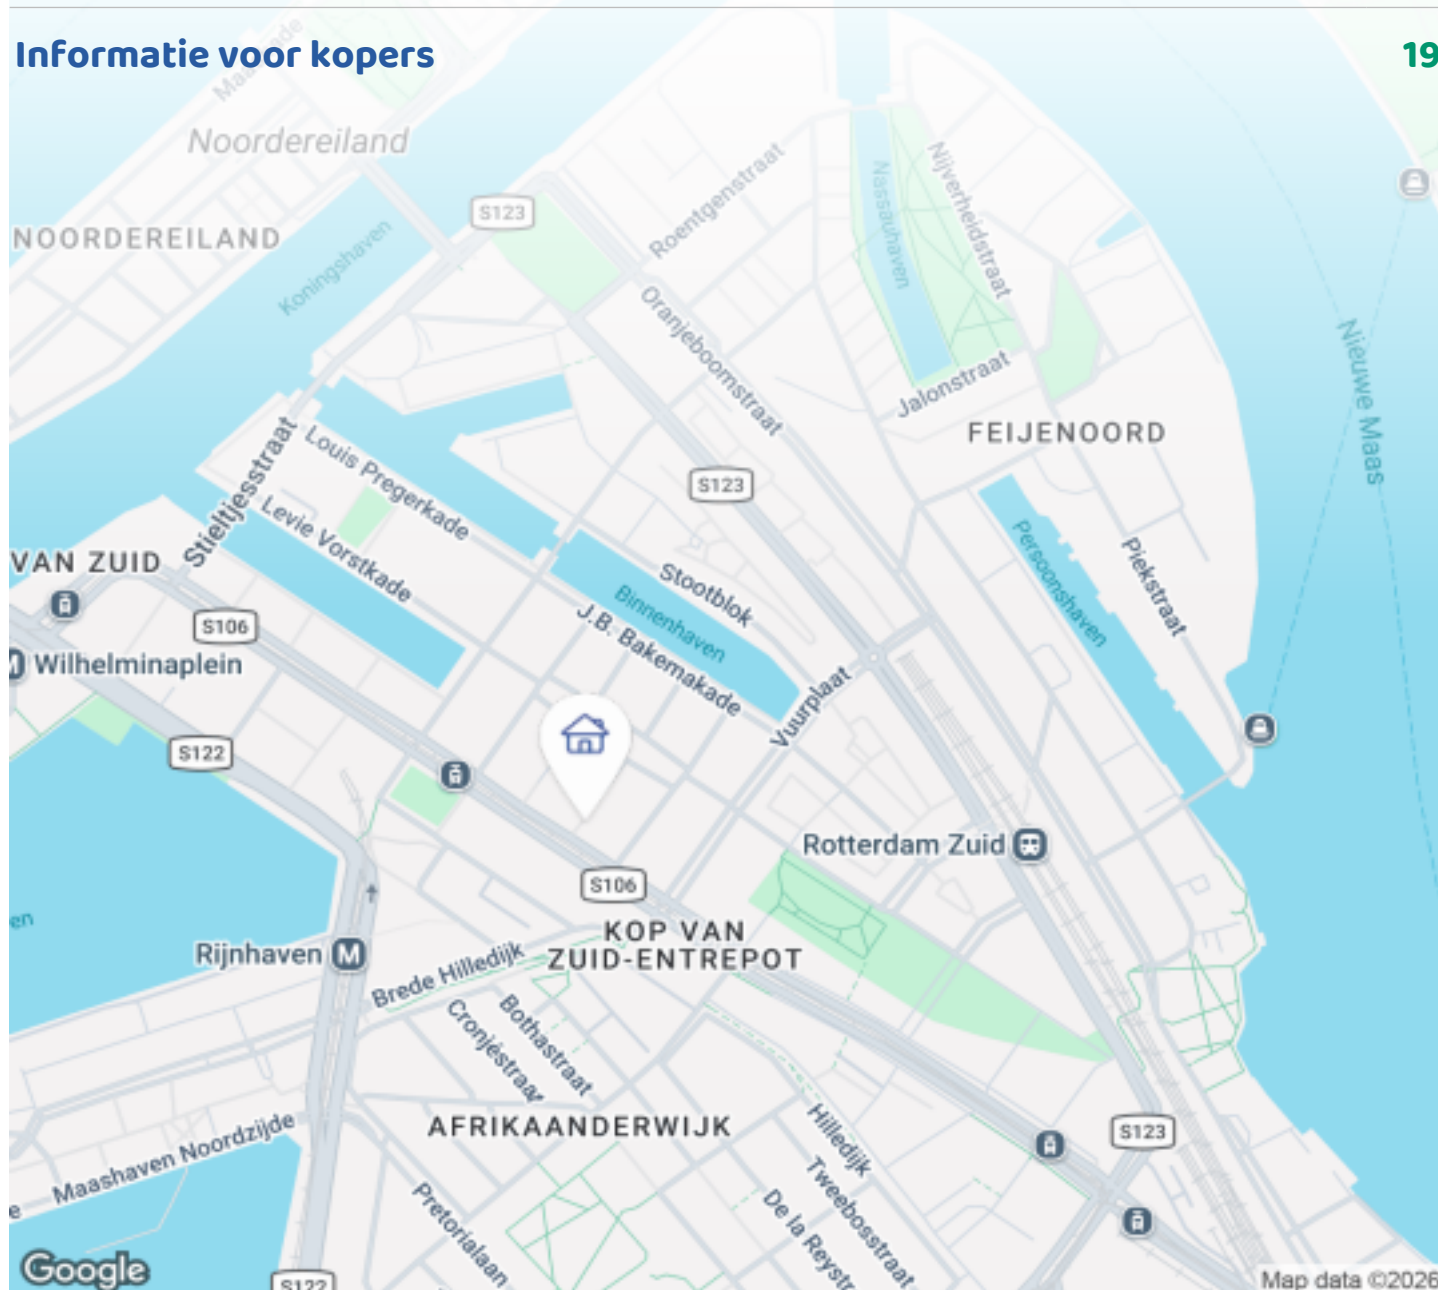 Informatie voor kopers
19
Maaskade
Noordereiland
S123
Roentgenstraat
Nassauhaven
Nijverheidstraat
NOORDEREILAND
Koningshaven
Oranjeboomstraat
Nieuwe Maas
Jalonstraat
FEIJENOORD
Stieltjesstraat
Louis Pregerkade
S123
Levie Vorstkade
Persoonshaven
Piekstraat
VAN ZUID
Stootblok
Binnenhaven
J.B. Bakemakade
S106
Wilhelminaplein
Vuurplaat
S122
Rotterdam Zuid
S106
en
KOP VAN
ZUID-ENTREPOT
Rijnhaven
M
Brede Hilledijk
Cronjéstraat
Bothastraat
AFRIKAANDERWIJK
Hilledijk
S123
Maashaven Noordzijde
Tweebosstraat
Pretorialaan
De la Reystr
e
Google
S122
Map data ©2026